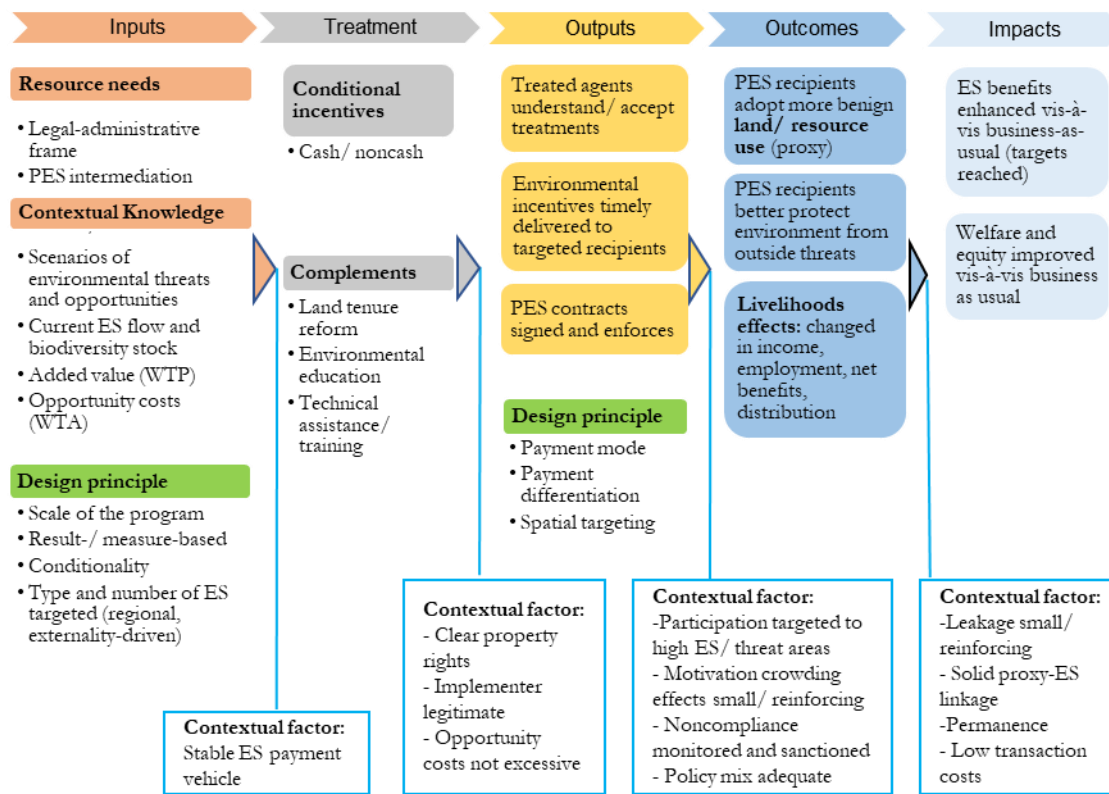 Inputs
Treatment
Outputs
Outcomes
Impacts
Resource needs
• Legal-administrative
frame
• PES intermediation
Contextual Knowledge
• Scenarios of
environmental threats
and opportunities
• Current ES flow and
biodiversity stock
• Added value (WTP)
• Opportunity costs
(WTA)
Design principle
• Scale of the program
• Result-/ measure-based
• Conditionality
• Type and number of ES
targeted (regional,
externality-driven)
Conditional
incentives
• Cash/ noncash
Complements
• Land tenure
reform
• Environmental
education
• Technical
assistance/
training
Treated agents
understand/ accept
treatments
Environmental
incentives timely
delivered to
targeted recipients
PES contracts
signed and enforces
Design principle
• Payment mode
• Payment
differentiation
• Spatial targeting
PES recipients
adopt more benign
land/ resource
use (proxy)
PES recipients
better protect
environment from
outside threats
Livelihoods
effects: changed
in income,
employment, net
benefits,
distribution
ES benefits
enhanced vis-à-
vis business-as-
usual (targets
reached)
Welfare and
equity improved
vis-à-vis business
as usual
Contextual factor:
Stable ES payment
vehicle
Contextual factor:
- Clear property
rights
- Implementer
legitimate
- Opportunity
costs not excessive
Contextual factor:
-Participation targeted to
high ES/ threat areas
- Motivation crowding
effects small/ reinforcing
- Noncompliance
monitored and sanctioned
- Policy mix adequate
Contextual factor:
-Leakage small/
reinforcing
- Solid proxy-ES
linkage
-Permanence
- Low transaction
costs